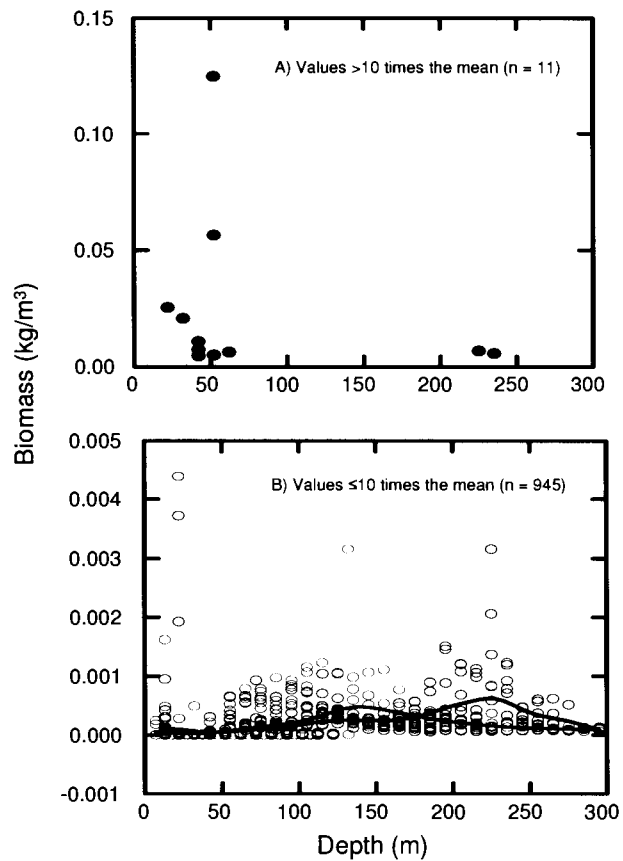 0.15
A) Values >10 times the mean (n = 11)
0.10
0.05
0.00
0 50 100 150 200 250 300
Biomass (kg/m³)
0.005
B) Values ≤10 times the mean (n = 945)
0.004
0.003
0.002
0.001
0.000
-0.001
0 50 100 150 200 250 300
Depth (m)